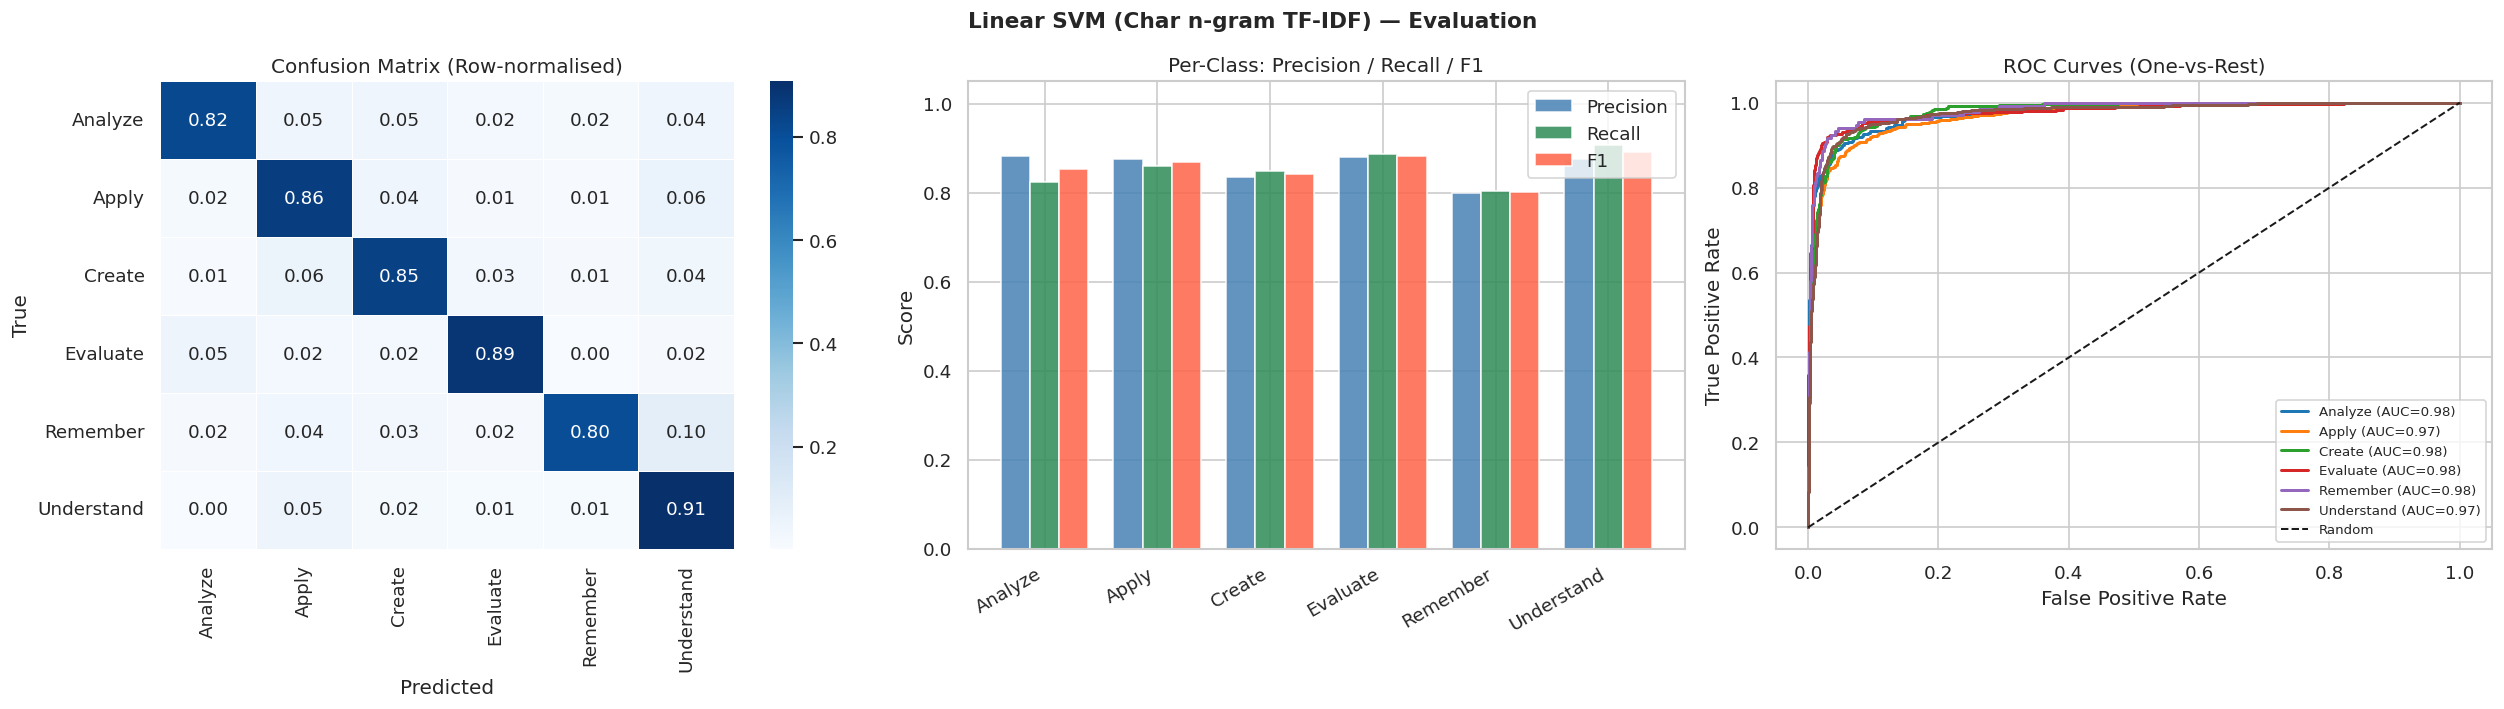 Linear SVM (Char n-gram TF-IDF) — Evaluation
Confusion Matrix (Row-normalised)
True
Analyze 0.82 0.05 0.05 0.02 0.02 0.04
Apply 0.02 0.86 0.04 0.01 0.01 0.06
Create 0.01 0.06 0.85 0.03 0.01 0.04
Evaluate 0.05 0.02 0.02 0.89 0.00 0.02
Remember 0.02 0.04 0.03 0.02 0.80 0.10
Understand 0.00 0.05 0.02 0.01 0.01 0.91
Analyze Apply Create Evaluate Remember Understand
Predicted
0.8
0.6
0.4
0.2
Per-Class: Precision / Recall / F1
Score
1.0
0.8
0.6
0.4
0.2
0.0
Precision
Recall
F1
Analyze Apply Create Evaluate Remember Understand
ROC Curves (One-vs-Rest)
True Positive Rate
1.0
0.8
0.6
0.4
0.2
0.0
Analyze (AUC=0.98)
Apply (AUC=0.97)
Create (AUC=0.98)
Evaluate (AUC=0.98)
Remember (AUC=0.98)
Understand (AUC=0.97)
Random
0.0 0.2 0.4 0.6 0.8 1.0
False Positive Rate